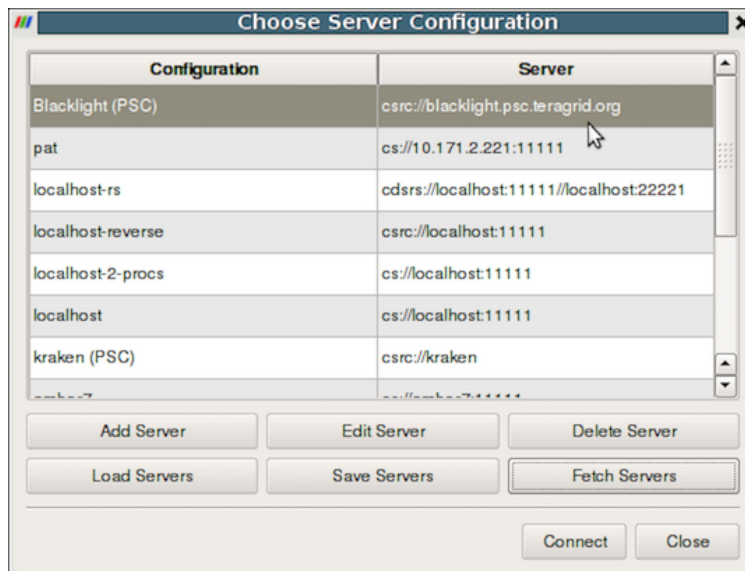 Choose Server Configuration
Configuration Server
Blacklight (PSC) csrc://blacklight.psc.teragrid.org
pat cs://10.171.2.221:11111
localhost-rs cdsrs://localhost:11111//localhost:22221
localhost-reverse csrc://localhost:11111
localhost-2-procs cs://localhost:11111
localhost cs://localhost:11111
kraken (PSC) csrc://kraken
Add Server Edit Server Delete Server
Load Servers Save Servers Fetch Servers
Connect Close